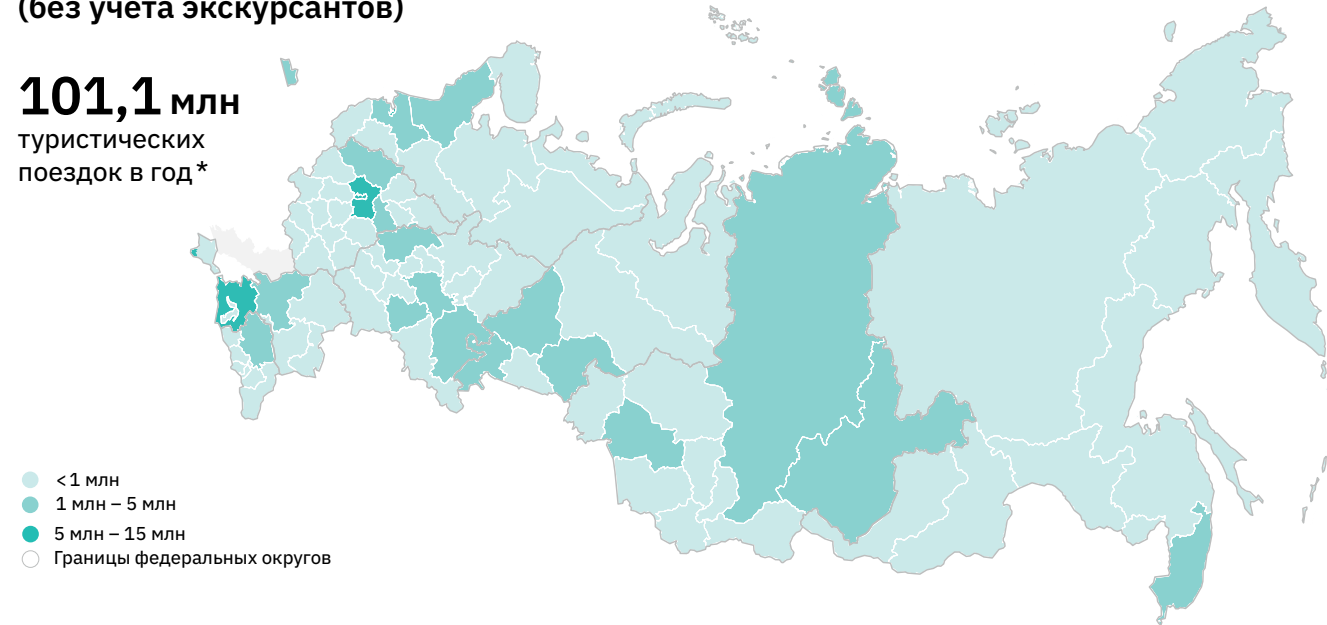 (без учета экскурсантов)
101,1 млн
туристических
поездок в год*
<1 млн
1 млн – 5 млн
5 млн – 15 млн
Границы федеральных округов